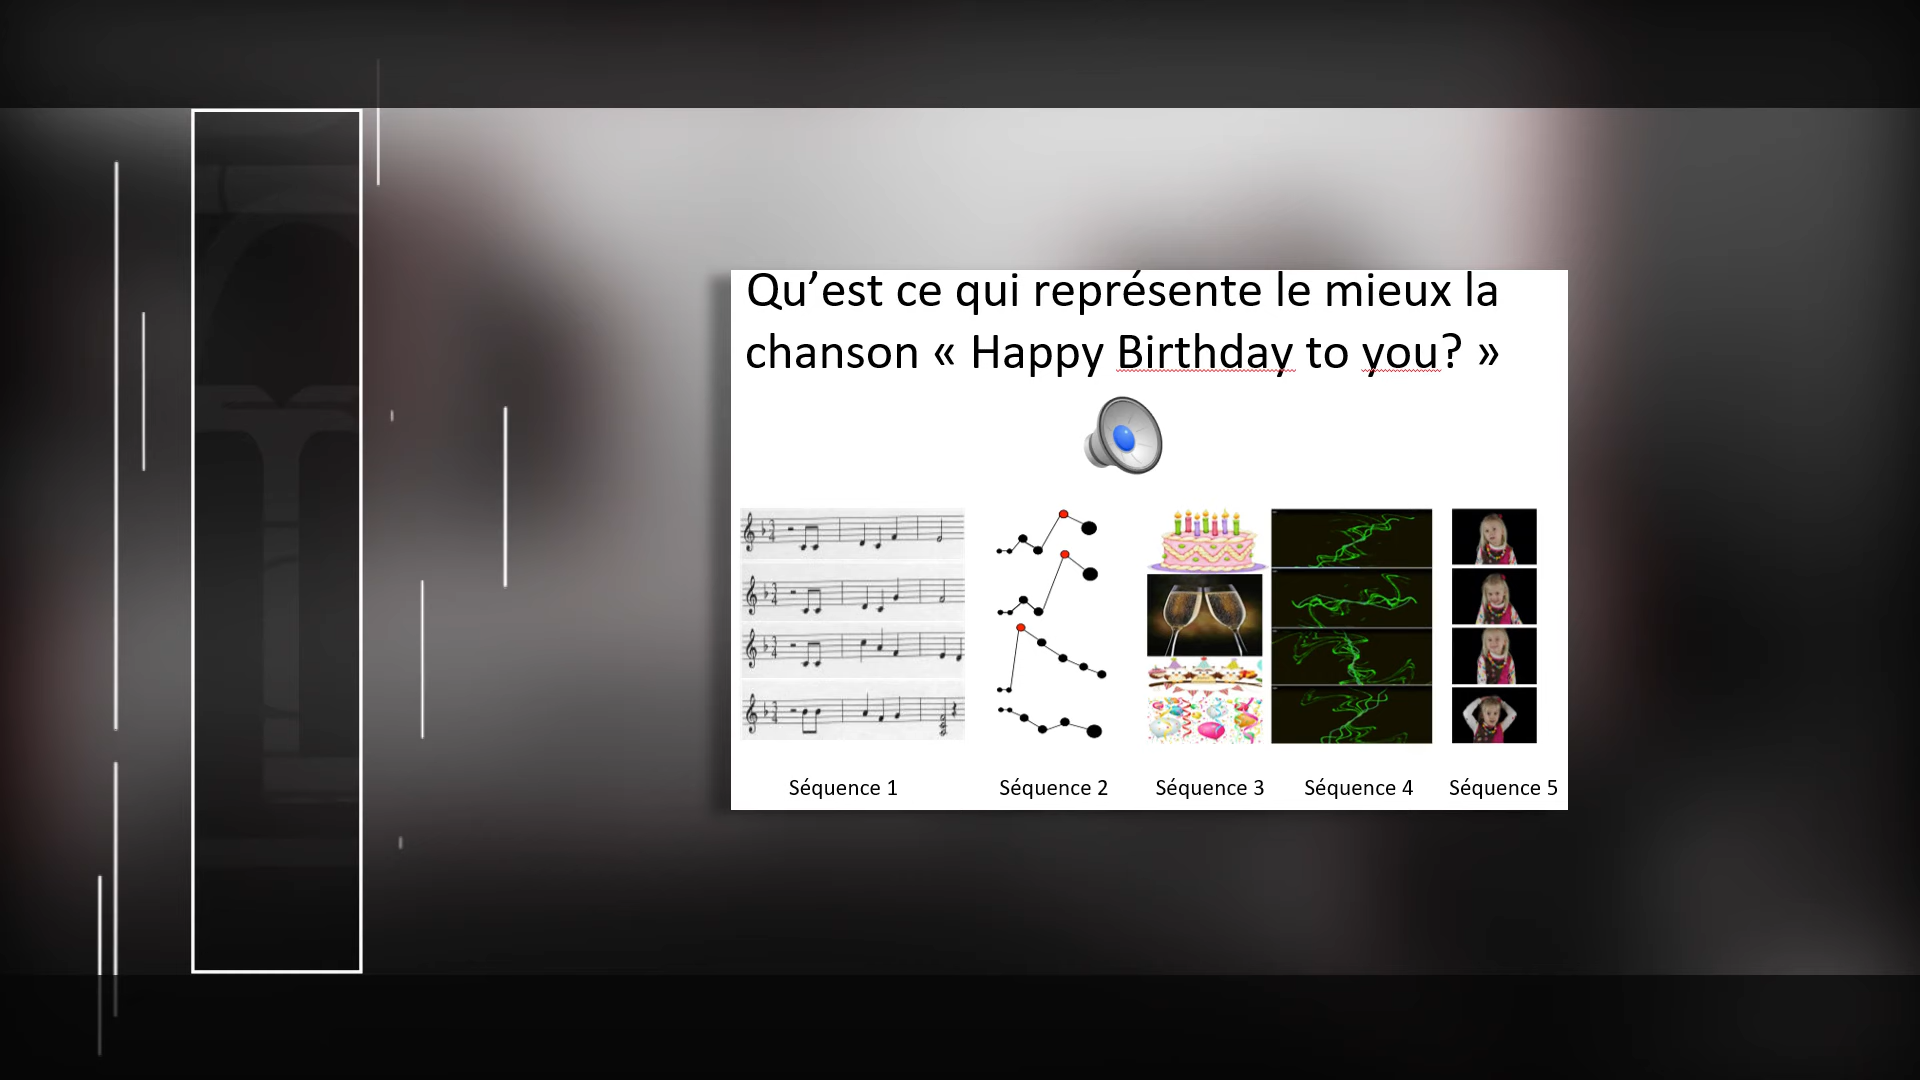 Qu’est ce qui représente le mieux la
chanson « Happy Birthday to you? »
Séquence 1
Séquence 2
Séquence 3
Séquence 4
Séquence 5